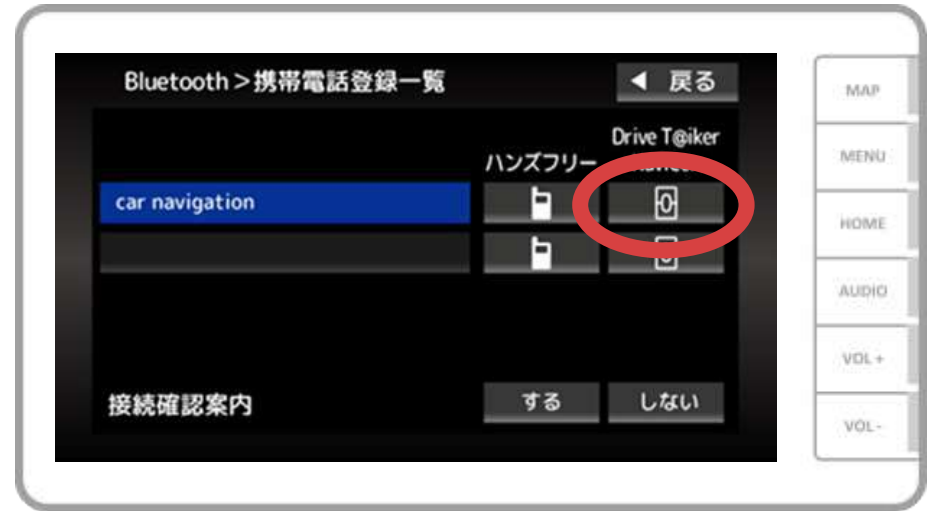 Bluetooth＞携帯電話登録一覧
◀ 戻る
Drive T@iker
ハンズフリー
car navigation
接続確認案内
する
しない
MAP
MENU
HOME
AUDIO
VOL +
VOL -